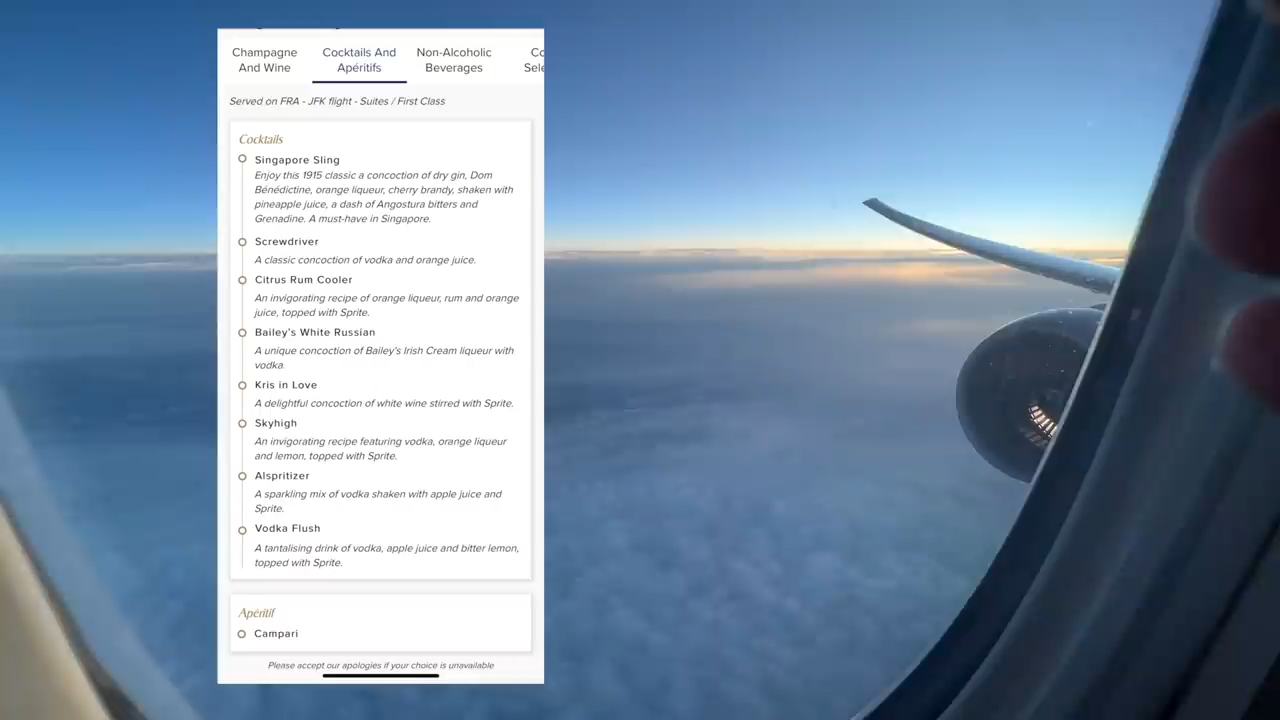 Champagne And Wine
Cocktails And Apéritifs
Non-Alcoholic Beverages
Co
Sele
Served on FRA - JFK flight - Suites / First Class
Cocktails
Singapore Sling
Enjoy this 1915 classic a concoction of dry gin, Dom
Bénédictine, orange liqueur, cherry brandy, shaken with
pineapple juice, a dash of Angostura bitters and
Grenadine. A must-have in Singapore.
Screwdriver
A classic concoction of vodka and orange juice.
Citrus Rum Cooler
An invigorating recipe of orange liqueur, rum and orange
juice, topped with Sprite.
Bailey's White Russian
A unique concoction of Bailey's Irish Cream liqueur with
vodka.
Kris in Love
A delightful concoction of white wine stirred with Sprite.
Skyhigh
An invigorating recipe featuring vodka, orange liqueur
and lemon, topped with Sprite.
Alspritizer
A sparkling mix of vodka shaken with apple juice and
Sprite.
Vodka Flush
A tantalising drink of vodka, apple juice and bitter lemon,
topped with Sprite.
Apéritif
Campari
Please accept our apologies if your choice is unavailable